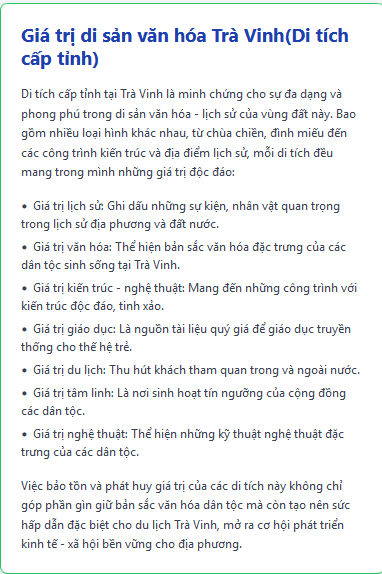 Giá trị di sản văn hóa Trà Vinh(Di tích
cấp tỉnh)
Di tích cấp tỉnh tại Trà Vinh là minh chứng cho sự đa dạng và
phong phú trong di sản văn hóa - lịch sử của vùng đất này. Bao
gồm nhiều loại hình khác nhau, từ chùa chiền, đình miếu đến
các công trình kiến trúc và địa điểm lịch sử, mỗi di tích đều
mang trong mình những giá trị độc đáo:
• Giá trị lịch sử: Ghi dấu những sự kiện, nhân vật quan trọng
trong lịch sử địa phương và đất nước.
• Giá trị văn hóa: Thể hiện bản sắc văn hóa đặc trưng của các
dân tộc sinh sống tại Trà Vinh.
• Giá trị kiến trúc - nghệ thuật: Mang đến những công trình với
kiến trúc độc đáo, tinh xảo.
• Giá trị giáo dục: Là nguồn tài liệu quý giá để giáo dục truyền
thống cho thế hệ trẻ.
• Giá trị du lịch: Thu hút khách tham quan trong và ngoài nước.
• Giá trị tâm linh: Là nơi sinh hoạt tín ngưỡng của cộng đồng
các dân tộc.
• Giá trị nghệ thuật: Thể hiện những kỹ thuật nghệ thuật đặc
trưng của các dân tộc.
Việc bảo tồn và phát huy giá trị của các di tích này không chỉ
góp phần gìn giữ bản sắc văn hóa dân tộc mà còn tạo nên sức
hấp dẫn đặc biệt cho du lịch Trà Vinh, mở ra cơ hội phát triển
kinh tế - xã hội bền vững cho địa phương.